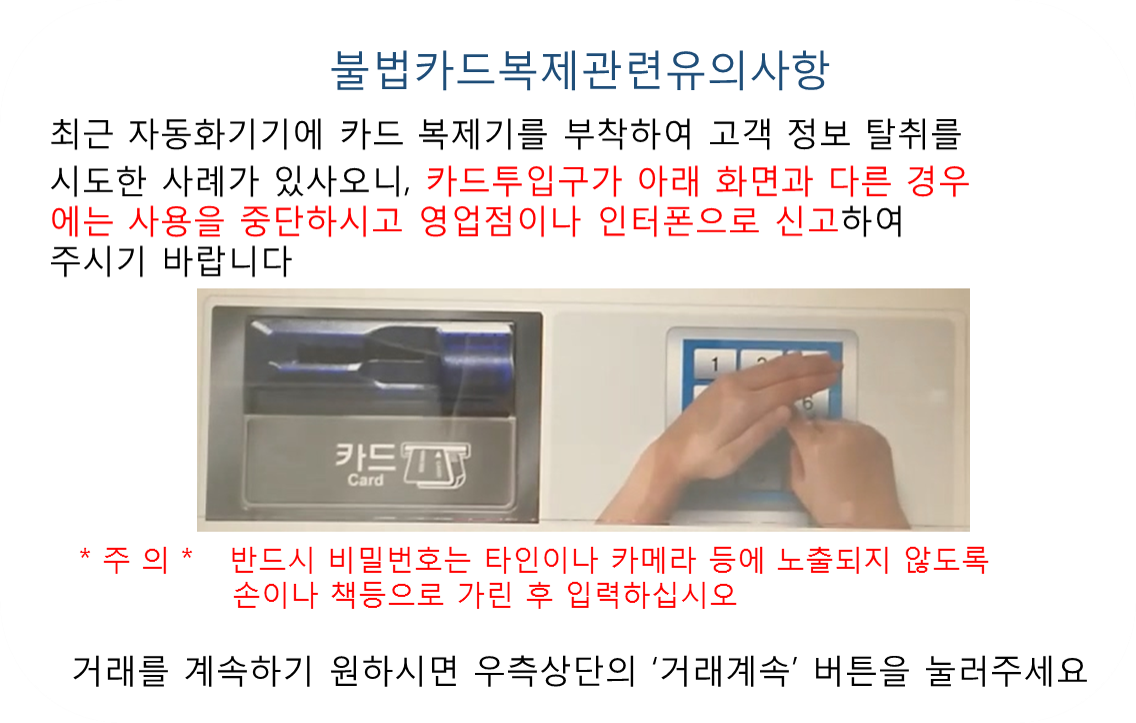 불법카드복제관련유의사항
최근 자동화기기에 카드 복제기를 부착하여 고객 정보 탈취를
시도한 사례가 있사오니, 카드투입구가 아래 화면과 다른 경우
에는 사용을 중단하시고 영업점이나 인터폰으로 신고하여
주시기 바랍니다
1 2
6
카드
Card
* 주 의 * 반드시 비밀번호는 타인이나 카메라 등에 노출되지 않도록
손이나 책등으로 가린 후 입력하십시오
거래를 계속하기 원하시면 우측상단의 ‘거래계속’ 버튼을 눌러주세요